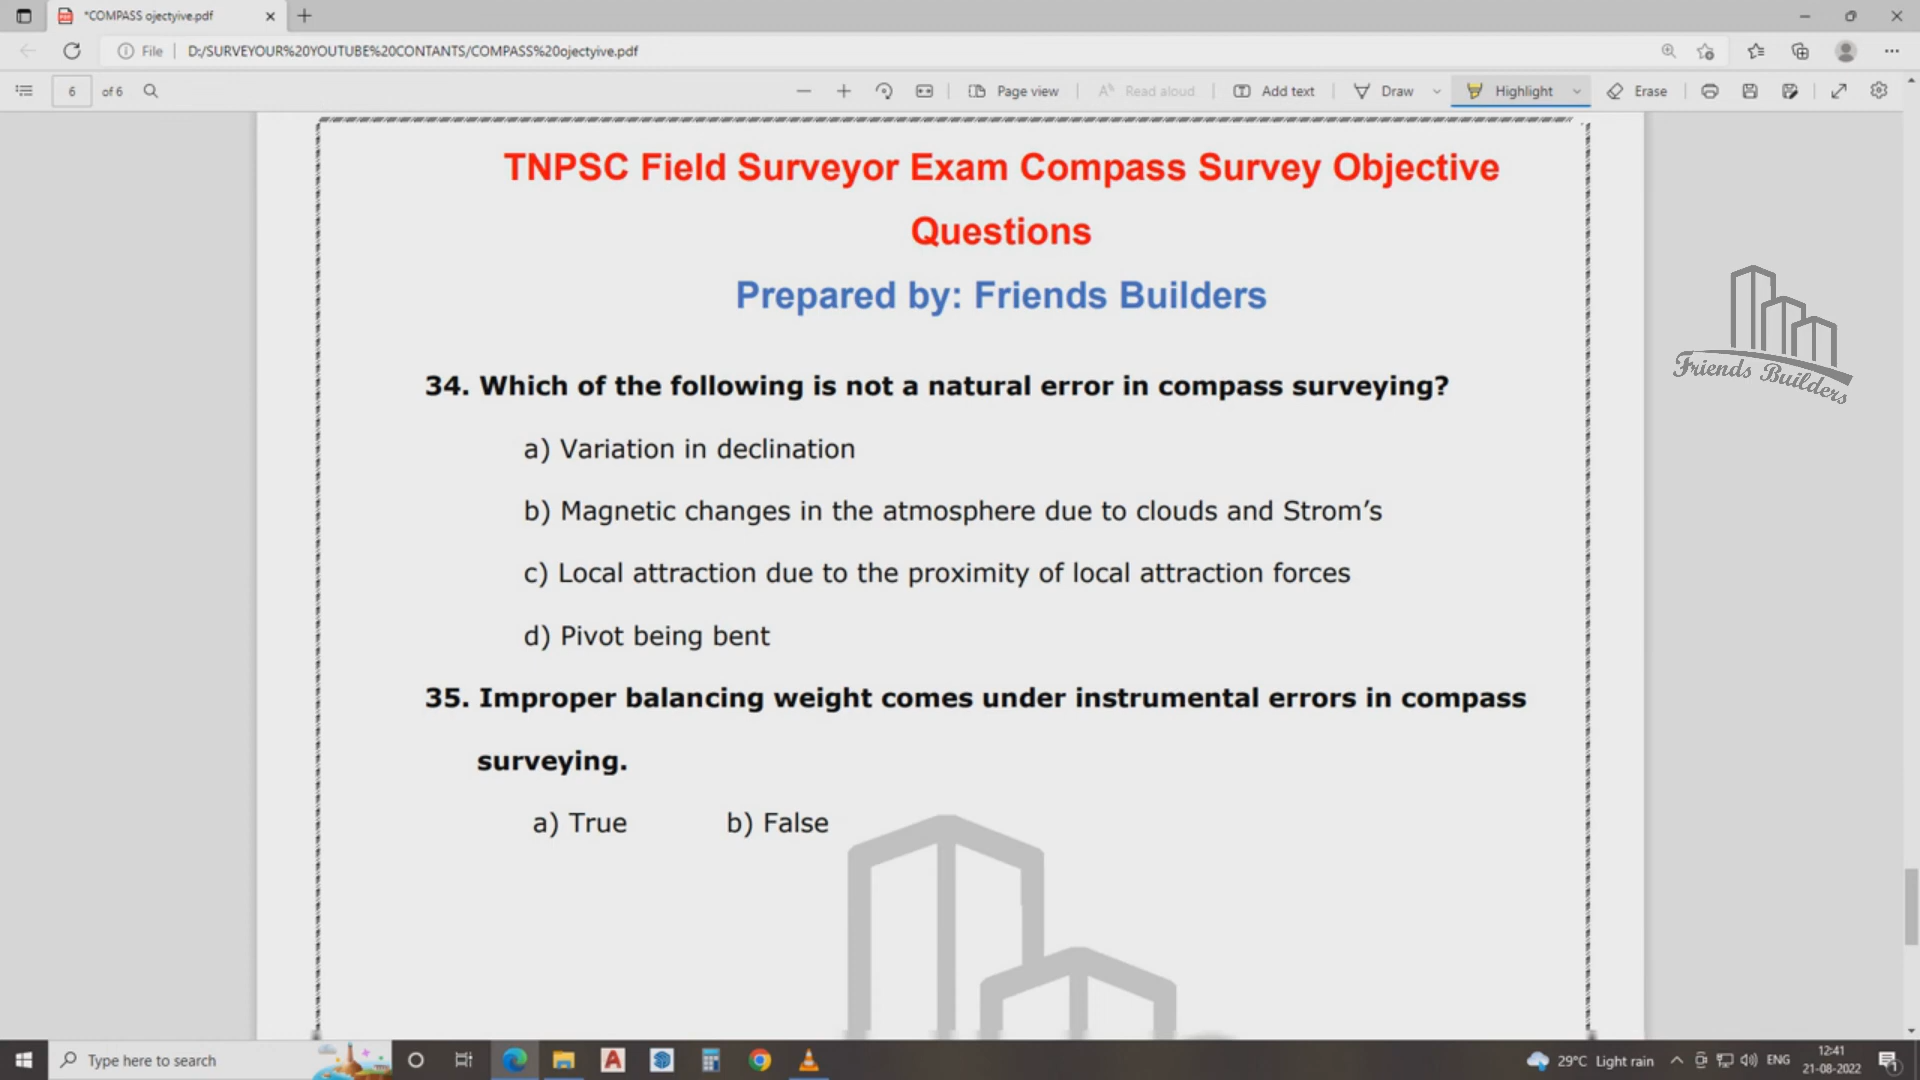 *COMPASS ojectyive.pdf
File
D:/SURVEYOUR%20YOUTUBE%20CONTANTS/COMPASS%20ojectyive.pdf
6 of 6
Page view
Read aloud
Add text
Draw
Highlight
Erase
TNPSC Field Surveyor Exam Compass Survey Objective
Questions
Prepared by: Friends Builders
Friends Builders
34. Which of the following is not a natural error in compass surveying?
a) Variation in declination
b) Magnetic changes in the atmosphere due to clouds and Strom’s
c) Local attraction due to the proximity of local attraction forces
d) Pivot being bent
35. Improper balancing weight comes under instrumental errors in compass
surveying.
a) True b) False
Type here to search
29°C Light rain
ENG
12:41
21-08-2022